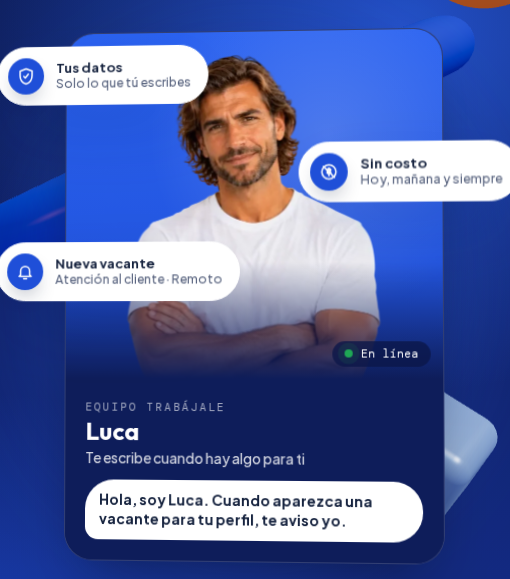 Tus datos
Solo lo que tú escribes
Sin costo
Hoy, mañana y siempre
Nueva vacante
Atención al cliente · Remoto
En línea
EQUIPO TRABÁJALE
Luca
Te escribe cuando hay algo para ti
Hola, soy Luca. Cuando aparezca una
vacante para tu perfil, te aviso yo.